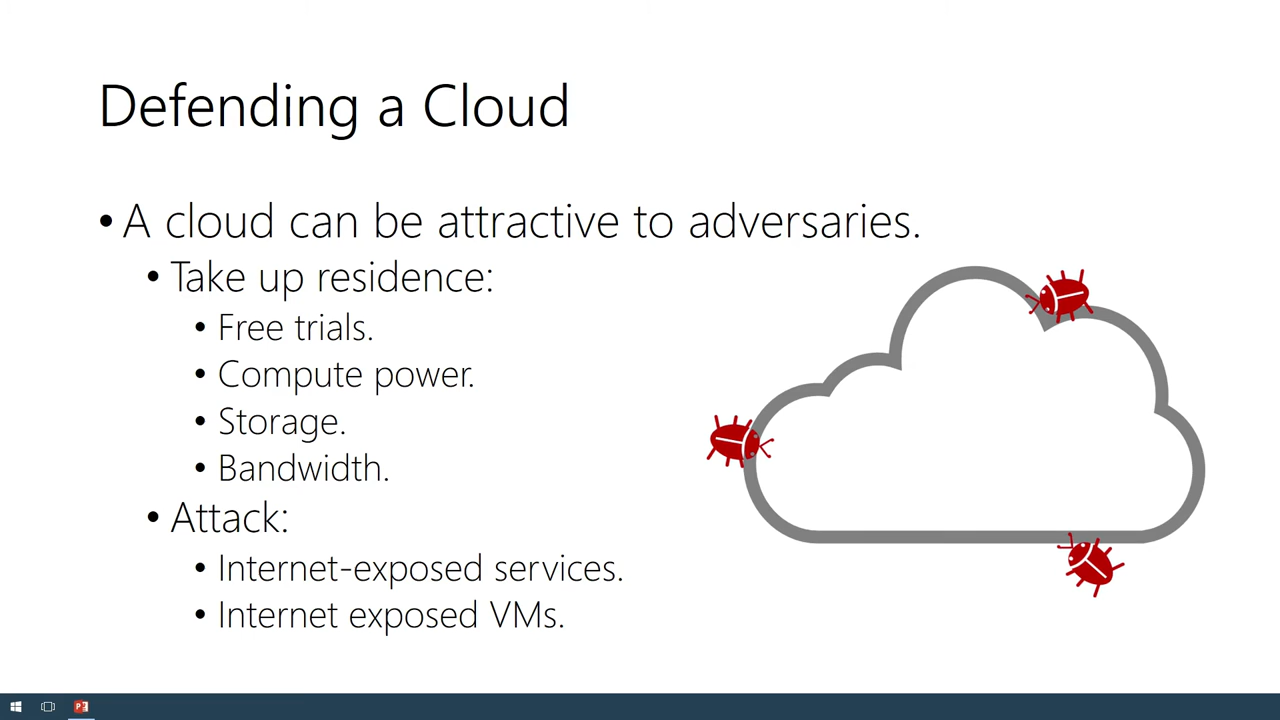 Defending a Cloud
• A cloud can be attractive to adversaries.
• Take up residence:
• Free trials.
• Compute power.
• Storage.
• Bandwidth.
• Attack:
• Internet-exposed services.
• Internet exposed VMs.